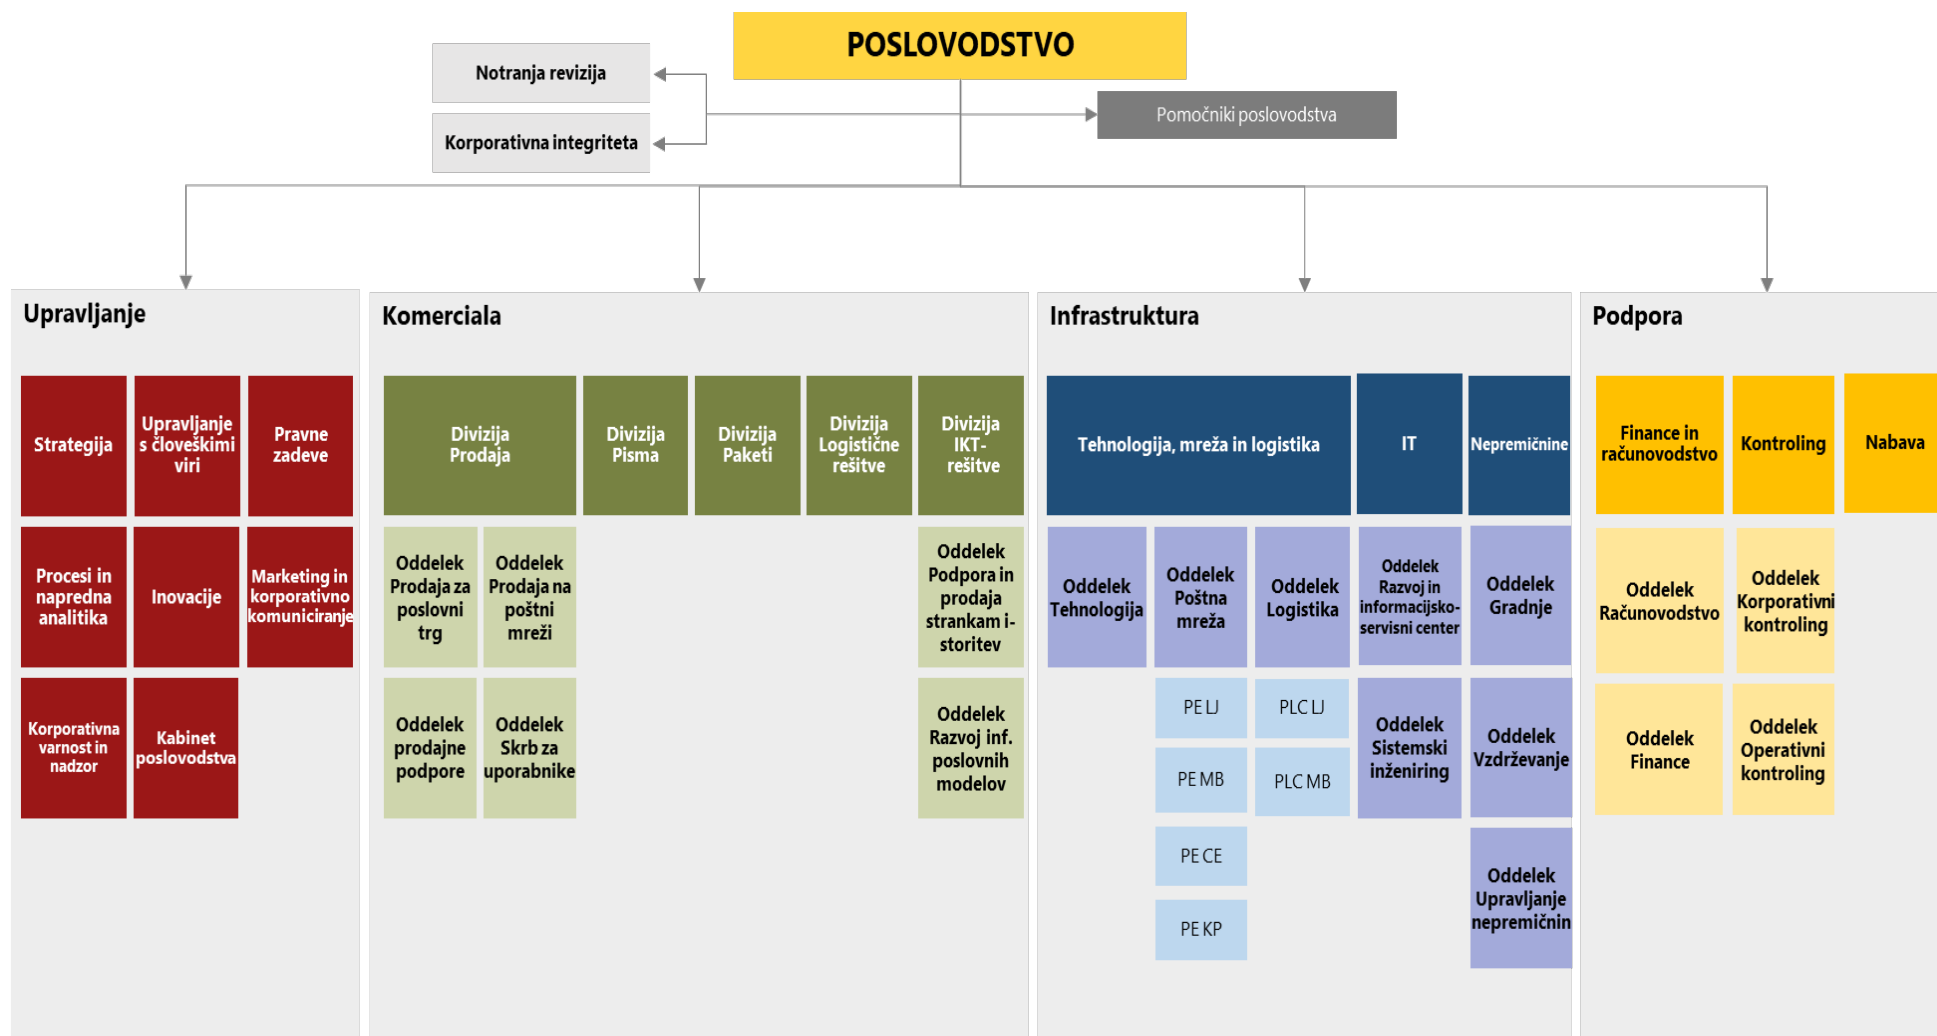 POSLOVODSTVO
Notranja revizija
Korporativna integriteta
Pomočniki poslovodstva
Upravljanje
Strategija
Upravljanje
s človeškimi
viri
Pravne
zadeve
Procesi in
napredna
analitika
Inovacije
Marketing in
korporativno
komuniciranje
Korporativna
varnost in
nadzor
Kabinet
poslovodstva
Komerciala
Divizija
Prodaja
Divizija
Pisma
Divizija
Paketi
Divizija
Logistične
rešitve
Divizija
IKT-
rešitve
Oddelek
Prodaja za
poslovni
trg
Oddelek
Prodaja na
poštni
mreži
Oddelek
Podpora in
prodaja
strankam i-
storitev
Oddelek
prodajne
podpore
Oddelek
Skrb za
uporabnike
Oddelek
Razvoj inf.
poslovnih
modelov
Infrastruktura
Tehnologija, mreža in logistika
IT
Nepremičnine
Oddelek
Tehnologija
Oddelek
Poštna
mreža
Oddelek
Logistika
Oddelek
Razvoj in
informacijsko-
servisni center
Oddelek
Gradnje
PE LJ
PLC LJ
PE MB
PLC MB
PE CE
PE KP
Oddelek
Sistemski
inženiring
Oddelek
Vzdrževanje
Oddelek
Upravljanje
nepremičnin
Podpora
Finance in
računovodstvo
Kontroling
Nabava
Oddelek
Računovodstvo
Oddelek
Korporativni
kontroling
Oddelek
Finance
Oddelek
Operativni
kontroling